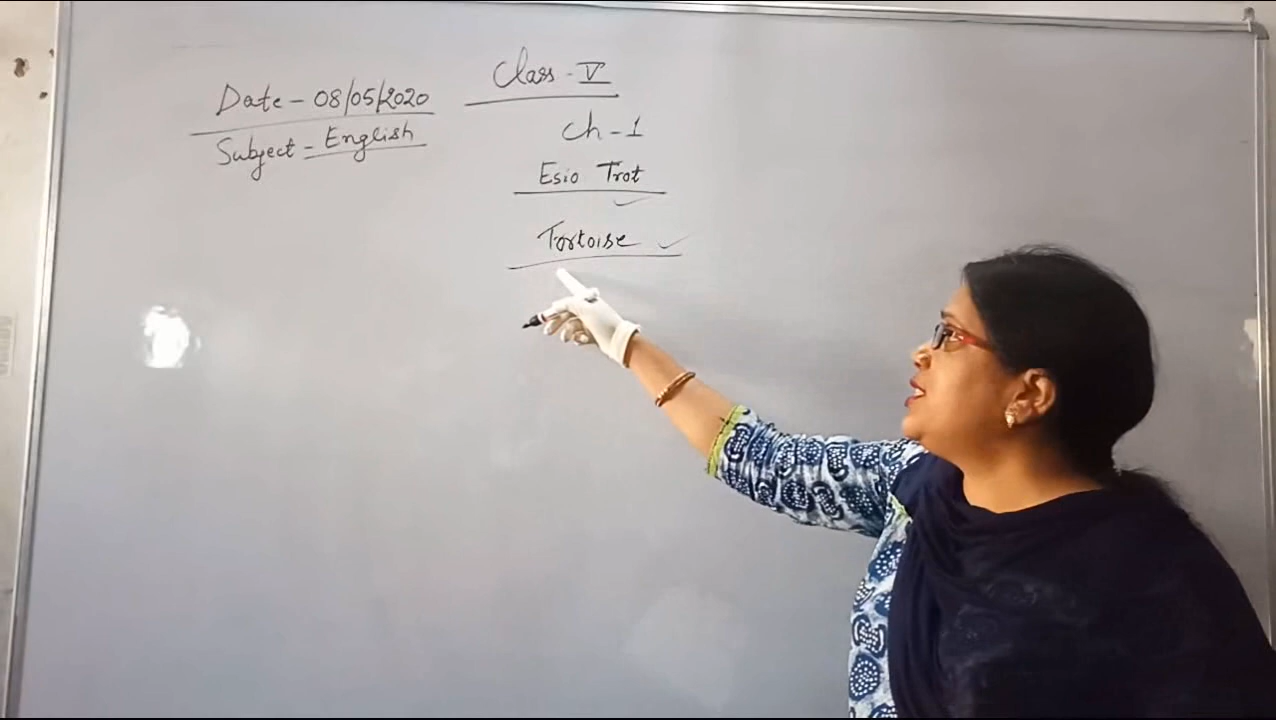 Date - 08/05/2020
Subject - English
Class - V
Ch - 1
Esio Trot
Tortoise